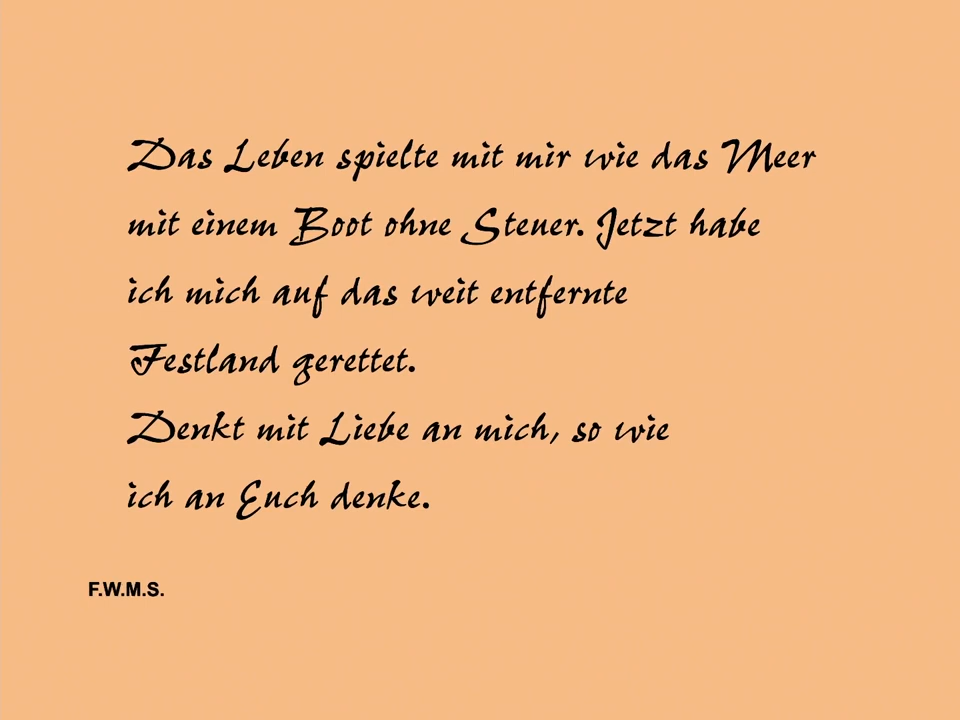 Das Leben spielte mit mir wie das Meer
mit einem Boot ohne Steuer. Jetzt habe
ich mich auf das weit entfernte
Festland gerettet.
Denkt mit Liebe an mich, so wie
ich an Euch denke.
F.W.M.S.